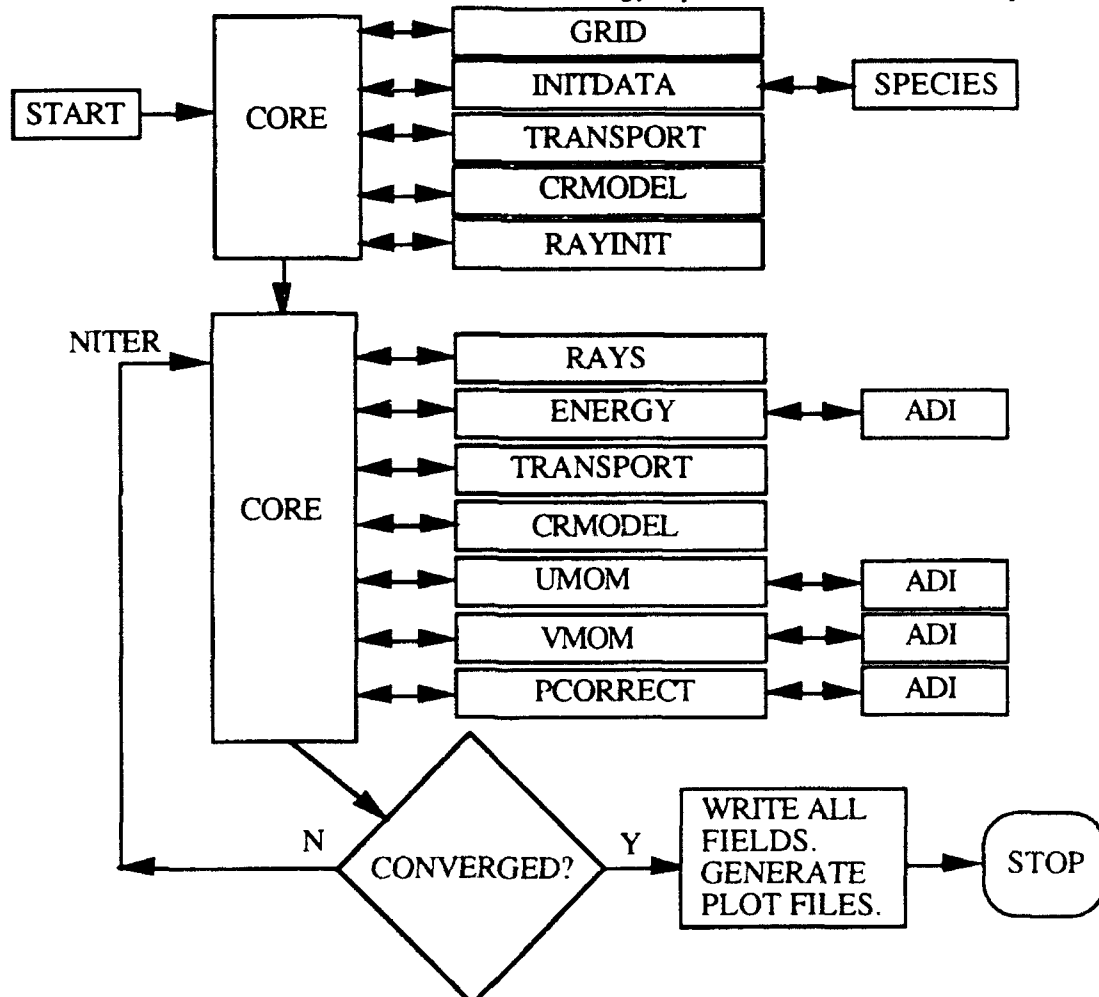 GRID
INITDATA
SPECIES
START
CORE
TRANSPORT
CRMODEL
RAYINIT
NITER
RAYS
ENERGY
ADI
TRANSPORT
CORE
CRMODEL
UMOM
ADI
VMOM
ADI
PCORRECT
ADI
N
CONVERGED?
Y
WRITE ALL
FIELDS.
GENERATE
PLOT FILES.
STOP